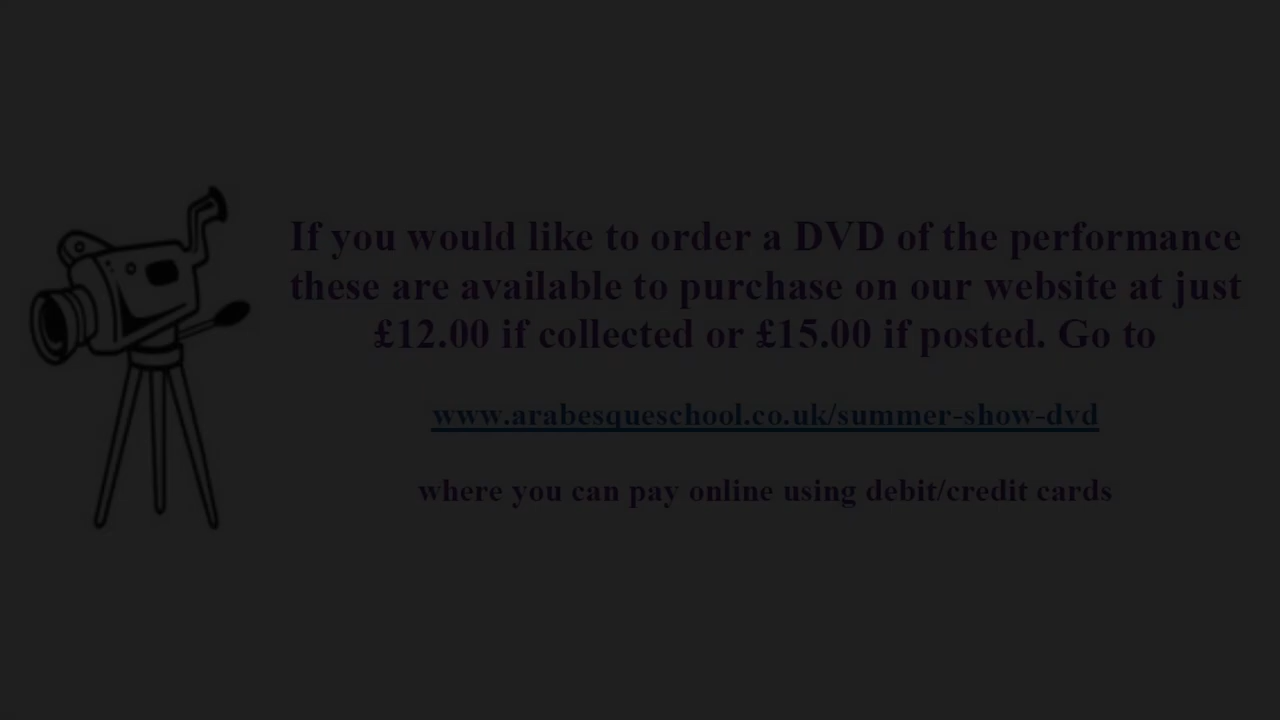 If you would like to order a DVD of the performance
these are available to purchase on our website at just
£12.00 if collected or £15.00 if posted. Go to
www.arabesqueschool.co.uk/summer-show-dvd
where you can pay online using debit/credit cards